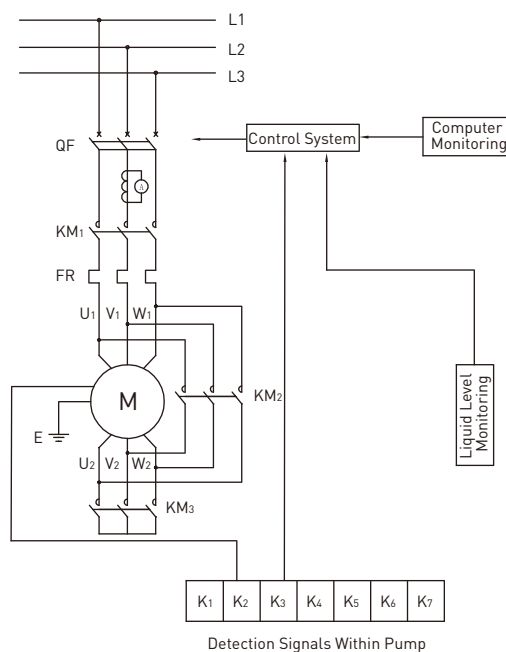 L1
L2
L3
QF
Control System
Computer
Monitoring
A
KM1
FR
U1 V1 W1
M
KM2
E
Liquid Level
Monitoring
U2 V2 W2
KM3
K1 K2 K3 K4 K5 K6 K7
Detection Signals Within Pump